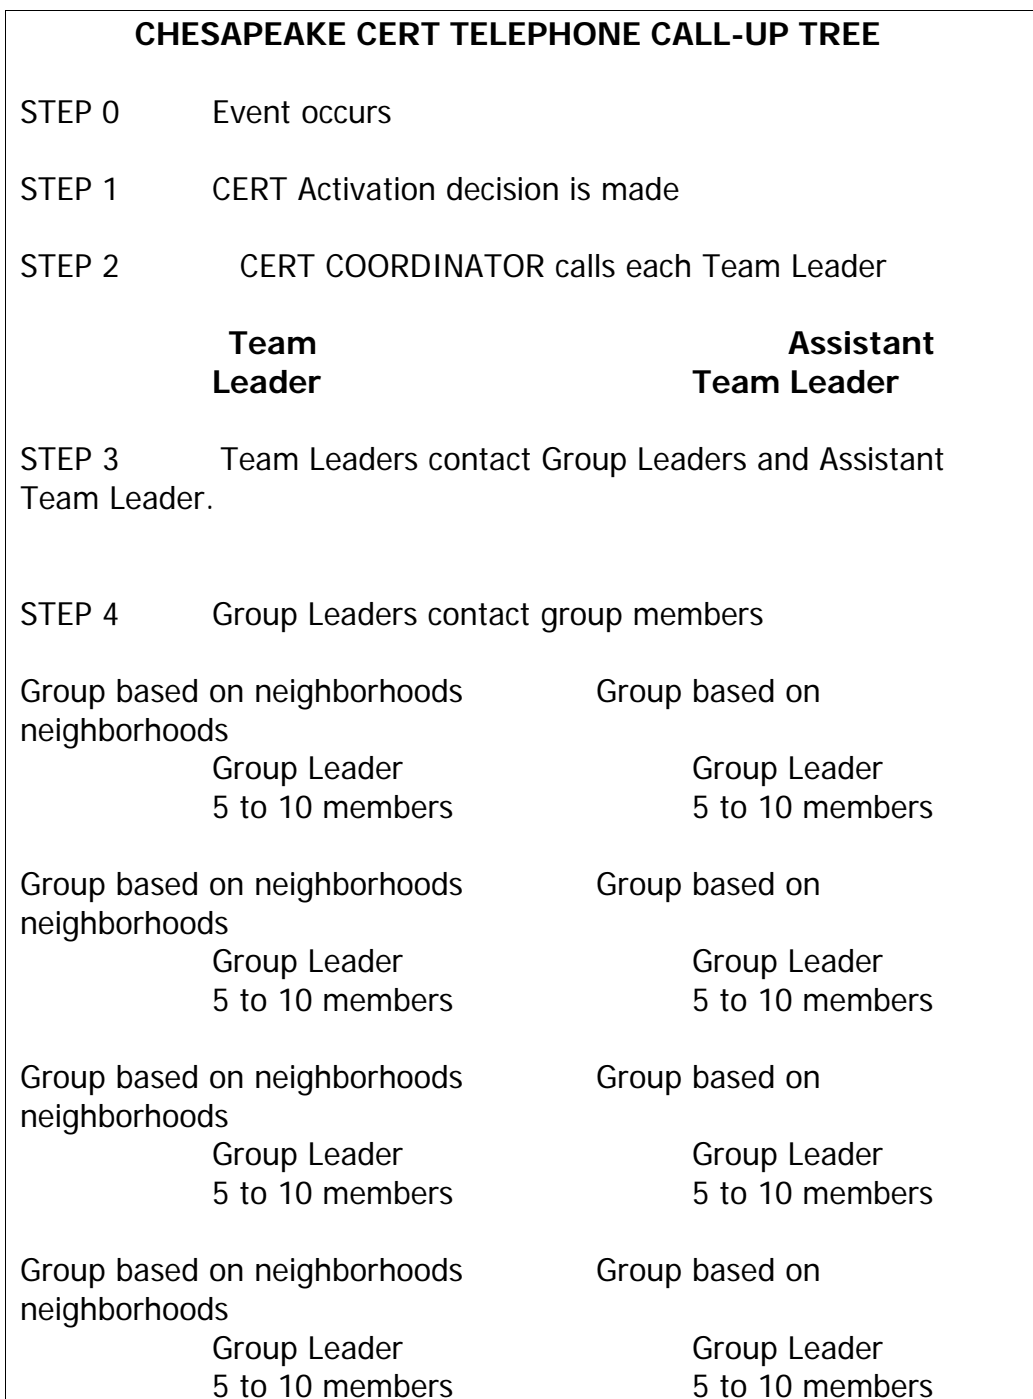 CHESAPEAKE CERT TELEPHONE CALL-UP TREE
STEP 0 Event occurs
STEP 1 CERT Activation decision is made
STEP 2 CERT COORDINATOR calls each Team Leader
Team Assistant
Leader Team Leader
STEP 3 Team Leaders contact Group Leaders and Assistant
Team Leader.
STEP 4 Group Leaders contact group members
Group based on neighborhoods Group based on
neighborhoods
Group Leader Group Leader
5 to 10 members 5 to 10 members
Group based on neighborhoods Group based on
neighborhoods
Group Leader Group Leader
5 to 10 members 5 to 10 members
Group based on neighborhoods Group based on
neighborhoods
Group Leader Group Leader
5 to 10 members 5 to 10 members
Group based on neighborhoods Group based on
neighborhoods
Group Leader Group Leader
5 to 10 members 5 to 10 members